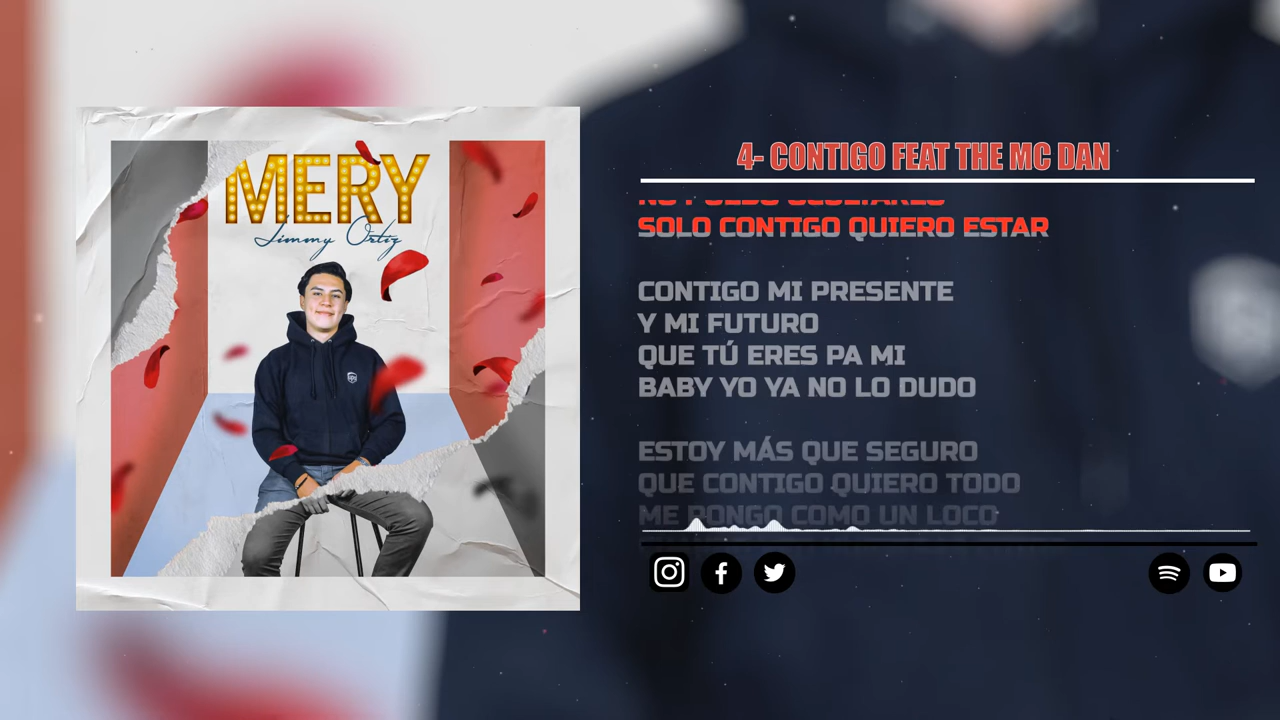 MERY
Jimmy Ortiz
4- CONTIGO FEAT THE MC DAN
SOLO CONTIGO QUIERO ESTAR
CONTIGO MI PRESENTE
Y MI FUTURO
QUE TÚ ERES PA MI
BABY YO YA NO LO DUDO
ESTOY MÁS QUE SEGURO
QUE CONTIGO QUIERO TODO
ME PONGO COMO UN LOCO